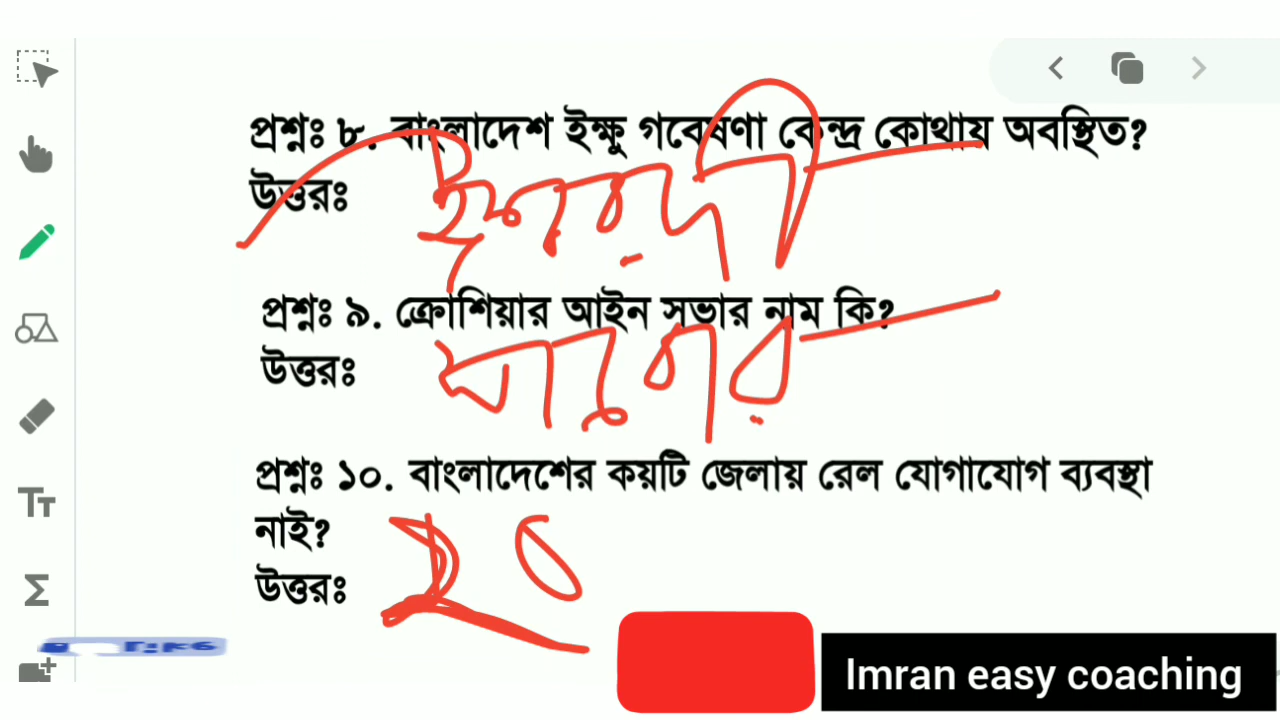 প্রশ্নঃ ৮. বাংলাদেশ ইক্ষু গবেষণা কেন্দ্র কোথায় অবস্থিত?
উত্তরঃ ঈশ্বরদী
প্রশ্নঃ ৯. ক্রোশিয়ার আইন সভার নাম কি?
উত্তরঃ
প্রশ্নঃ ১০. বাংলাদেশের কয়টি জেলায় রেল যোগাযোগ ব্যবস্থা
নাই?
উত্তরঃ ২০
Imran easy coaching